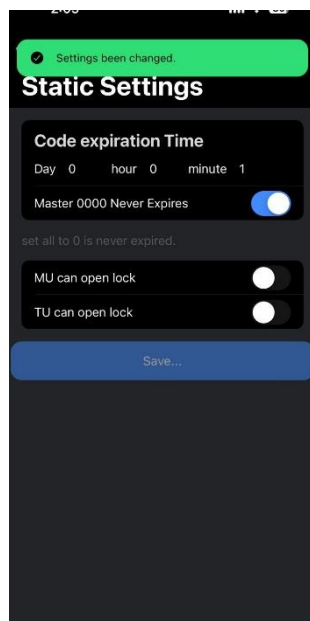 Settings been changed.
Static Settings
Code expiration Time
Day 0 hour 0 minute 1
Master 0000 Never Expires
set all to 0 is never expired.
MU can open lock
TU can open lock
Save...